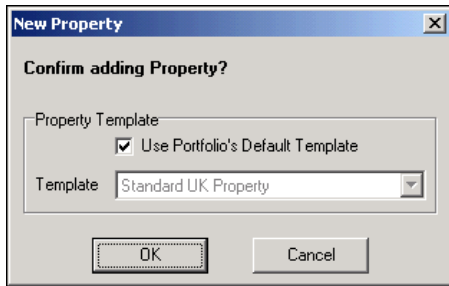 New Property
Confirm adding Property?
Property Template
Use Portfolio's Default Template
Template Standard UK Property
OK Cancel